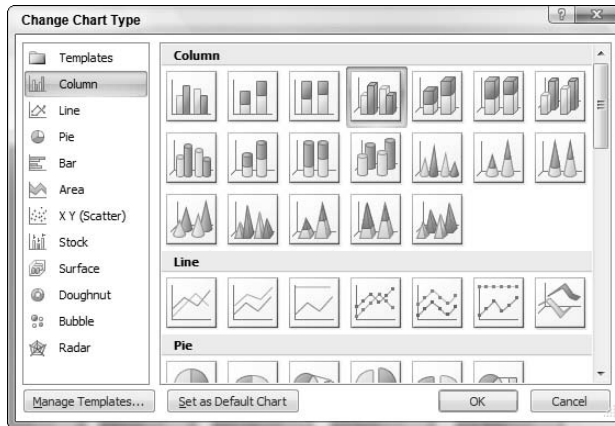 Change Chart Type
Templates
Column
Line
Pie
Bar
Area
X Y (Scatter)
Stock
Surface
Doughnut
Bubble
Radar
Column
Line
Pie
Manage Templates...
Set as Default Chart
OK
Cancel